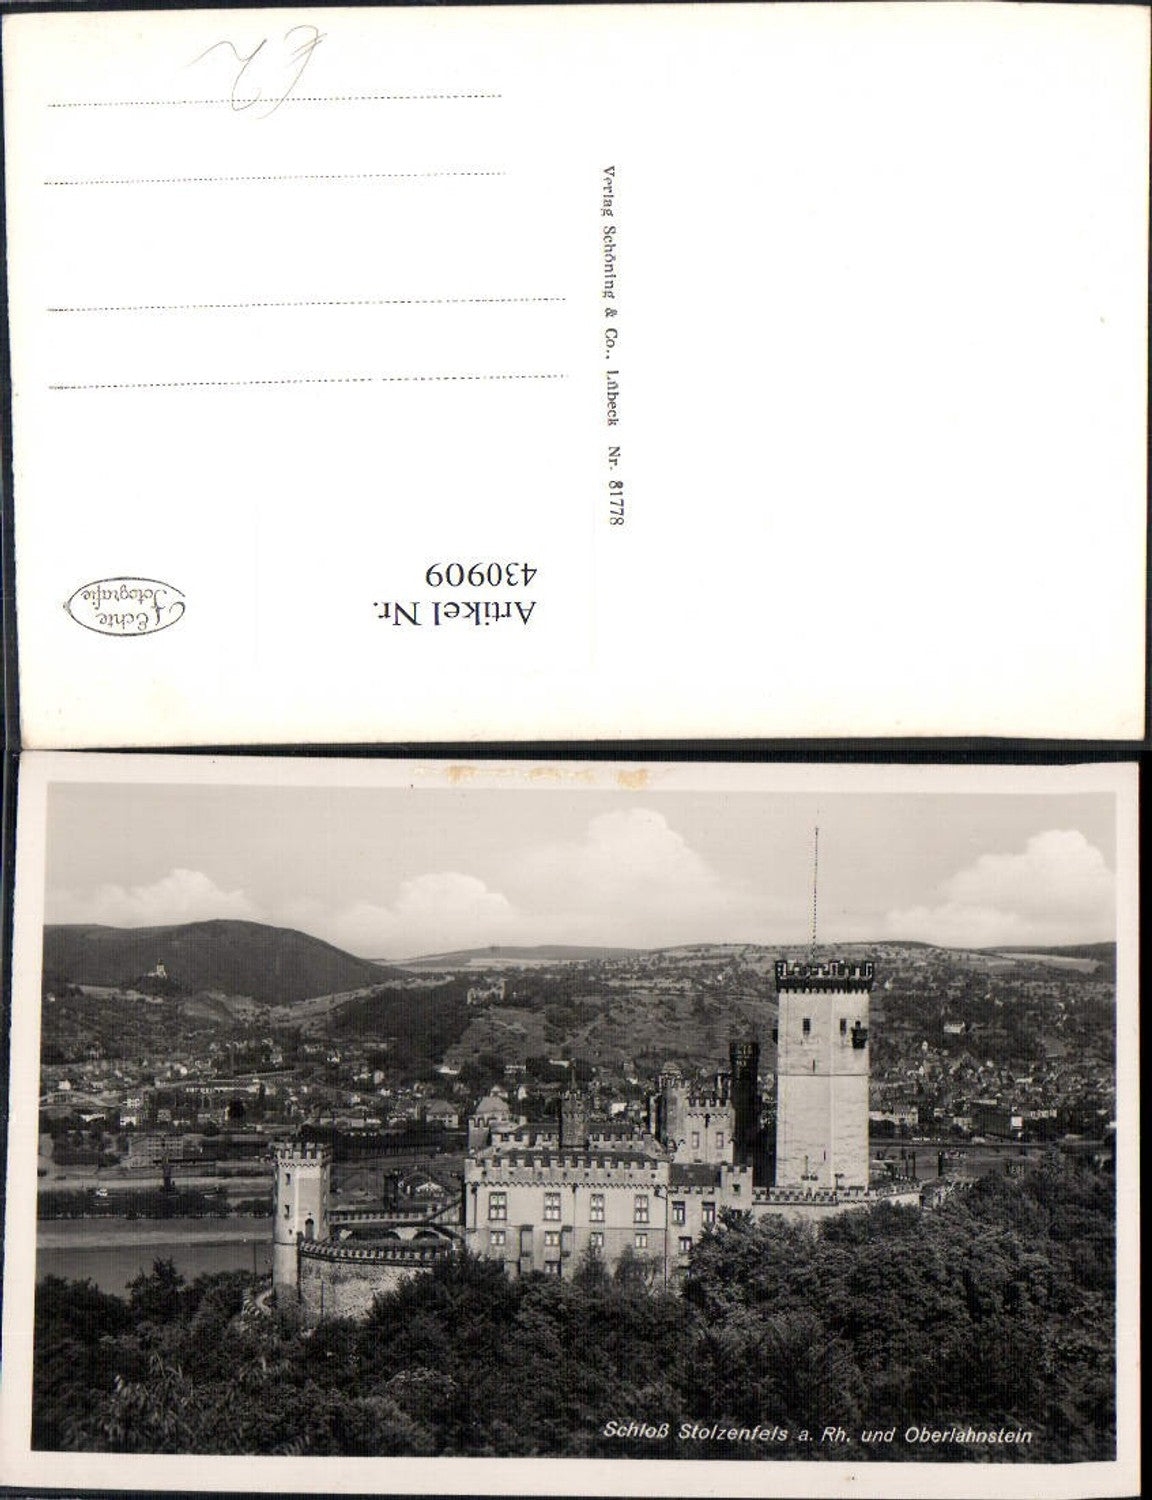 Verlag Schöning & Co., Lübeck Nr. 81778
Artikel Nr.
430909
Echte
Fotografie
Schloß Stolzenfels a. Rh. und Oberlahnstein